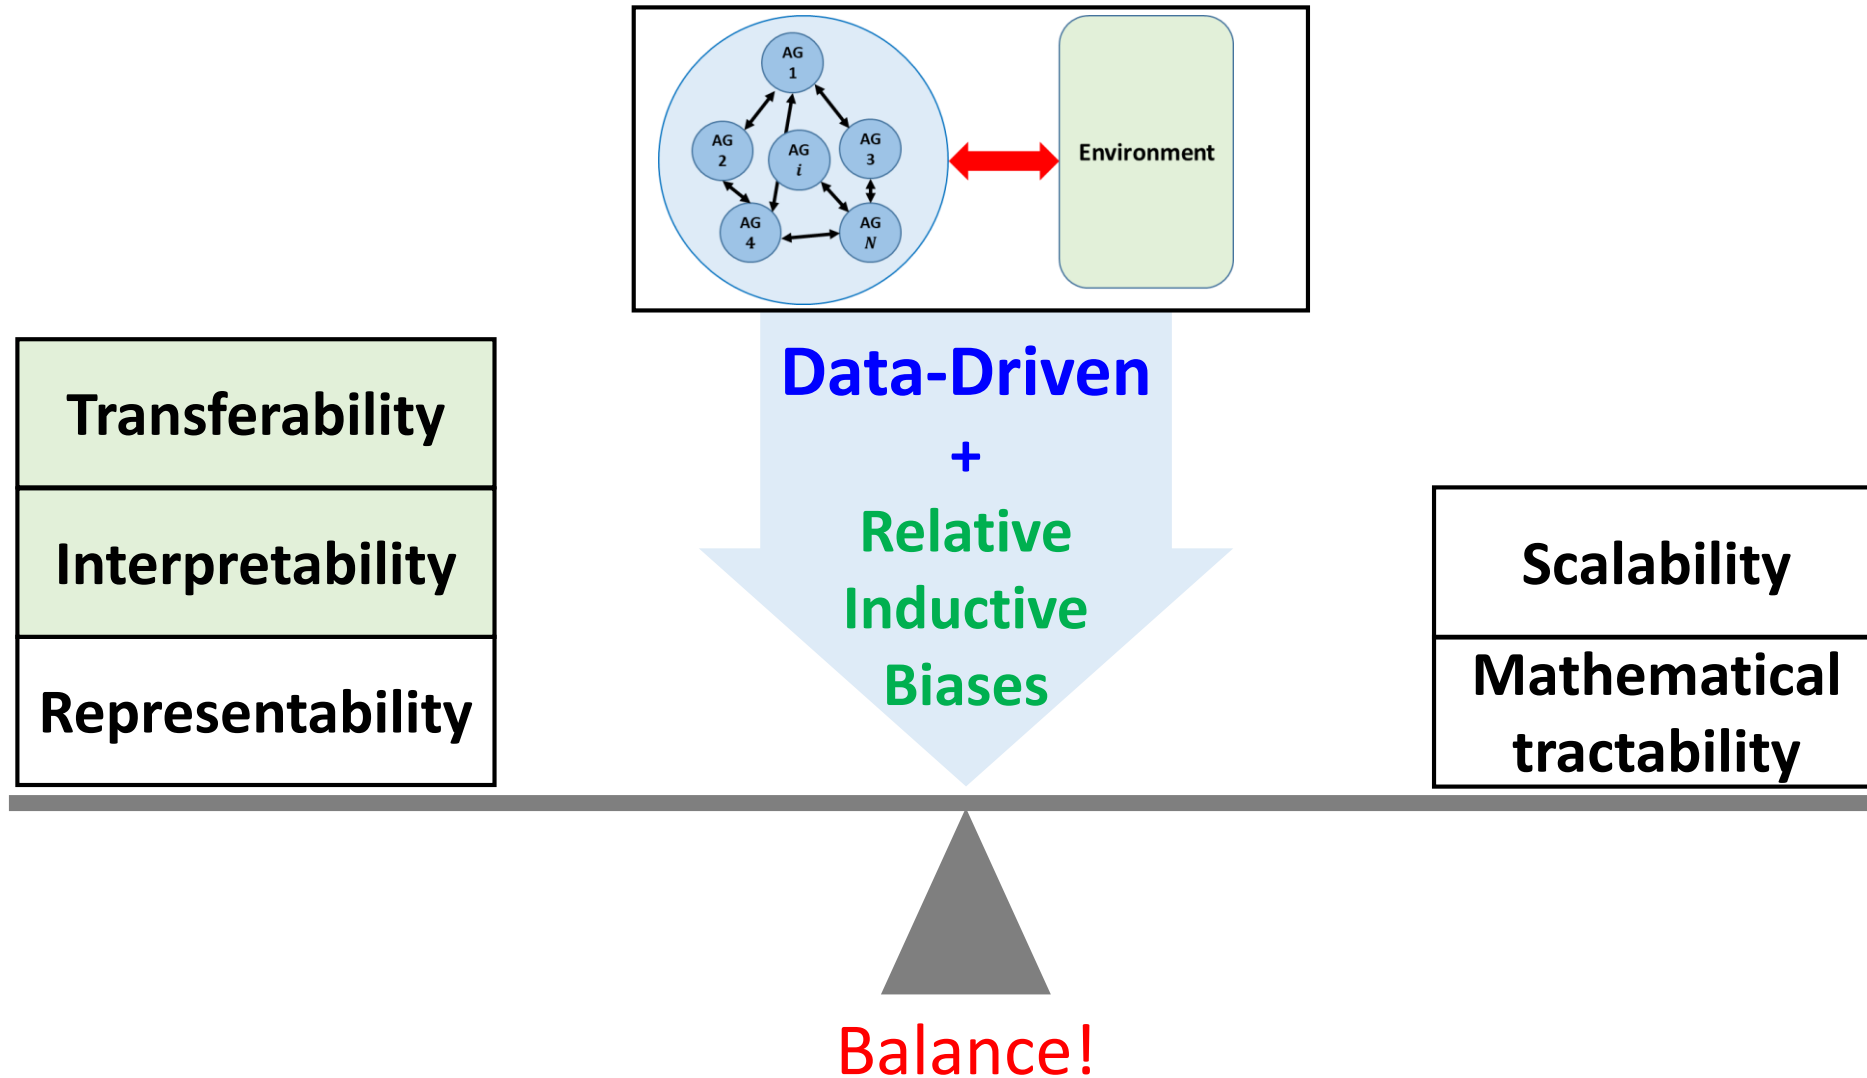 AG
1
AG
2
AG
i
AG
3
AG
4
AG
N
Environment
Data-Driven
+
Relative
Inductive
Biases
Transferability
Interpretability
Representability
Scalability
Mathematical
tractability
Balance!